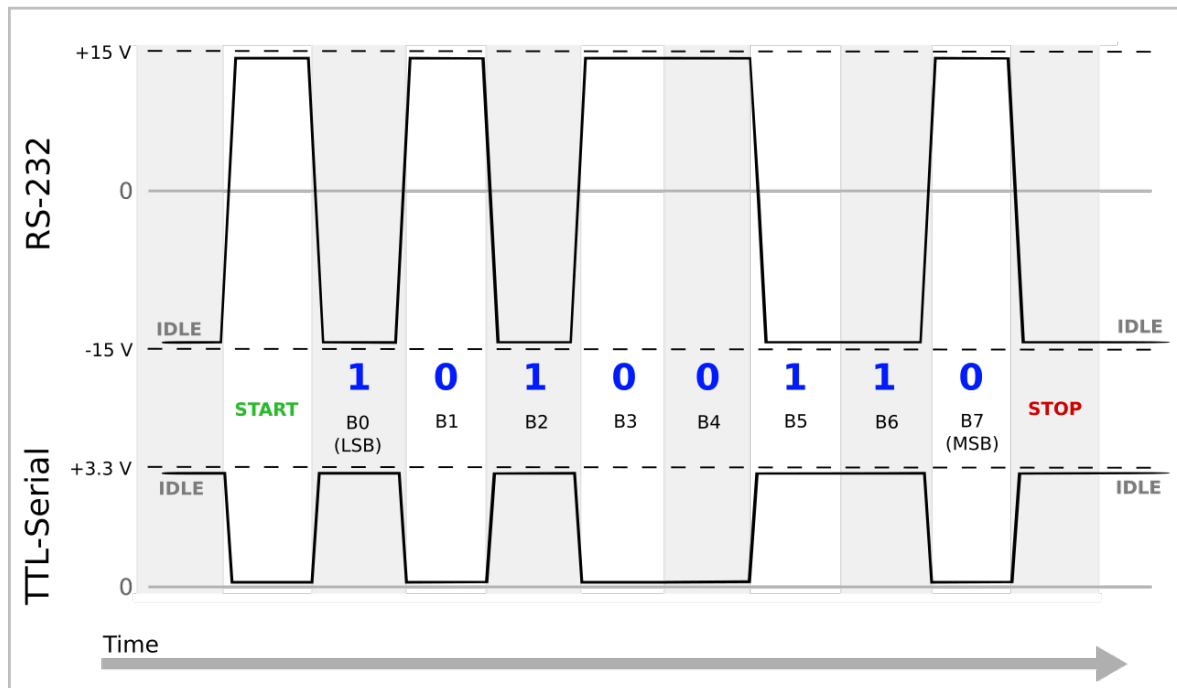 +15 V
RS-232
0
IDLE
IDLE
-15 V
1 0 1 0 0 1 1 0
START
B0 B1 B2 B3 B4 B5 B6 B7
(LSB) (MSB)
STOP
+3.3 V
IDLE
IDLE
TTL-Serial
0
Time